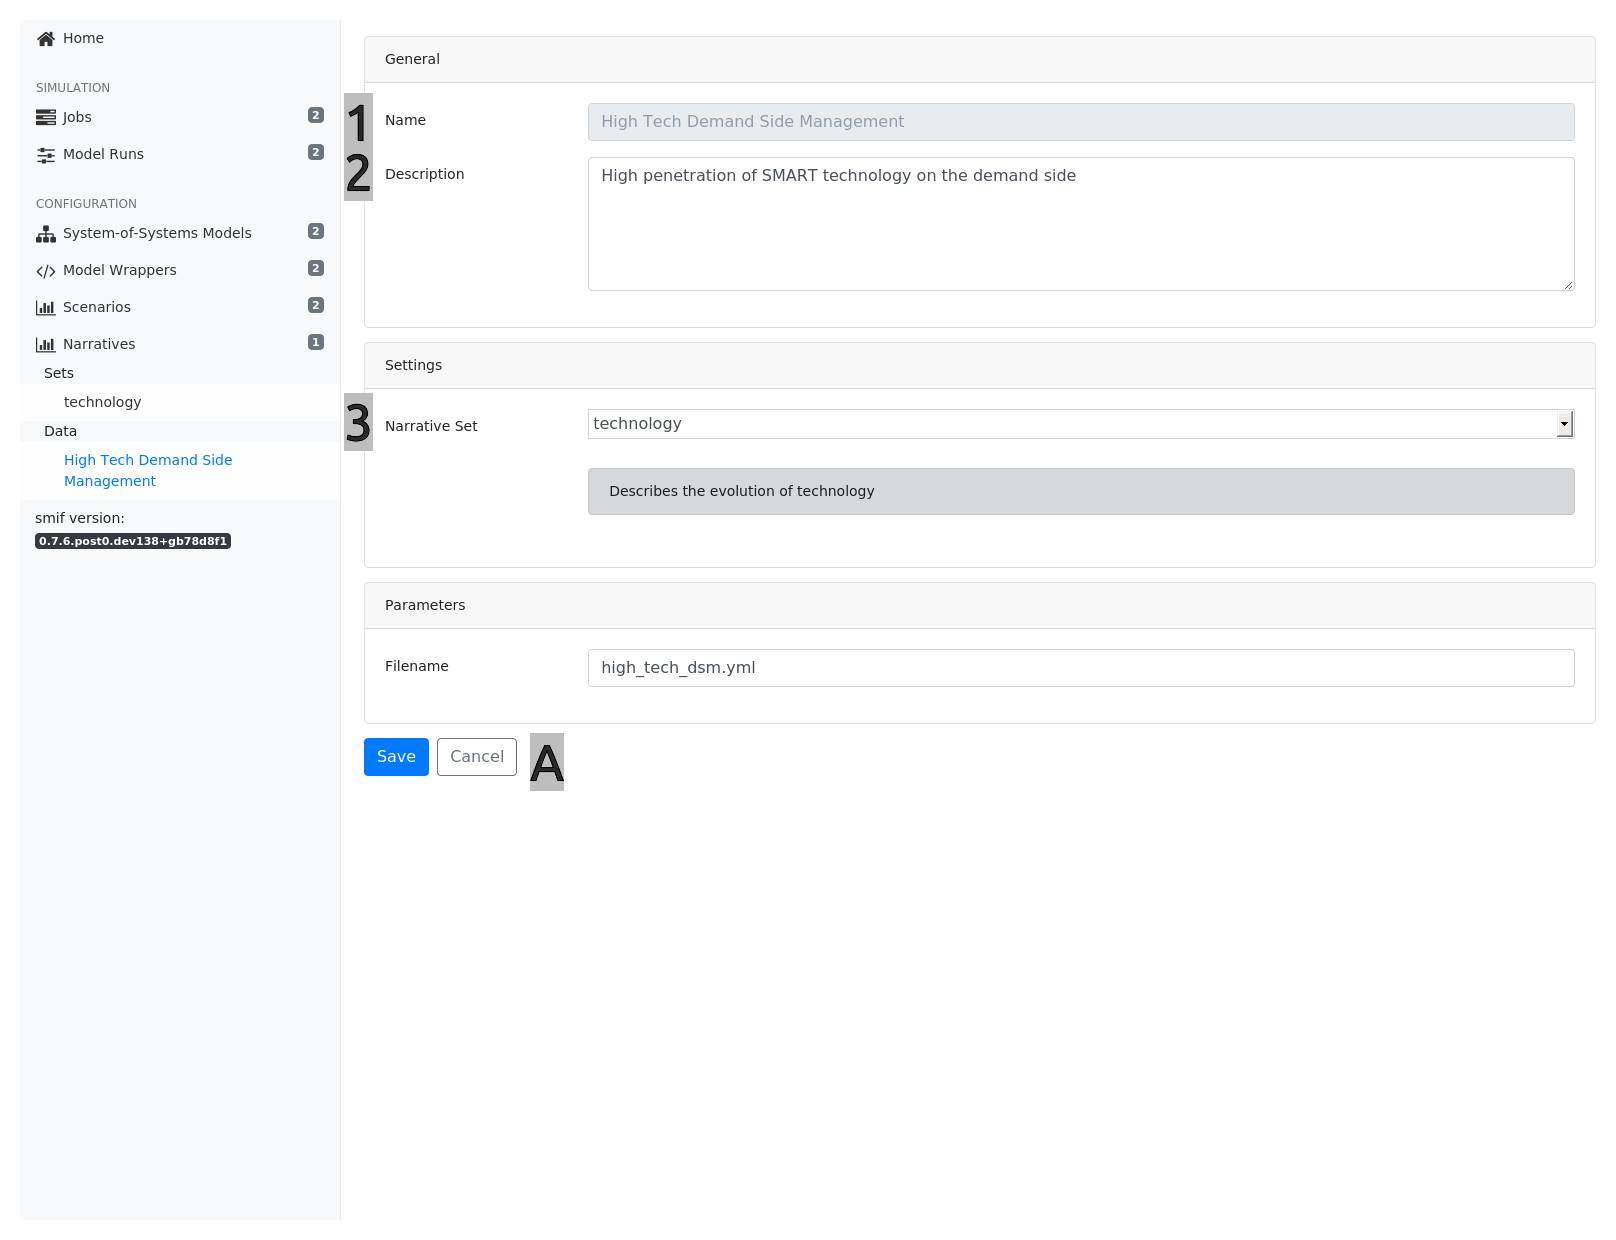 Home
SIMULATION
Jobs 2
Model Runs 2
CONFIGURATION
System-of-Systems Models 2
Model Wrappers 2
Scenarios 2
Narratives 1
Sets
technology
Data
High Tech Demand Side
Management
smif version:
0.7.6.post0.dev138+gb78d8f1
General
1 Name High Tech Demand Side Management
2 Description High penetration of SMART technology on the demand side
Settings
3 Narrative Set technology
Describes the evolution of technology
Parameters
Filename high_tech_dsm.yml
Save Cancel A